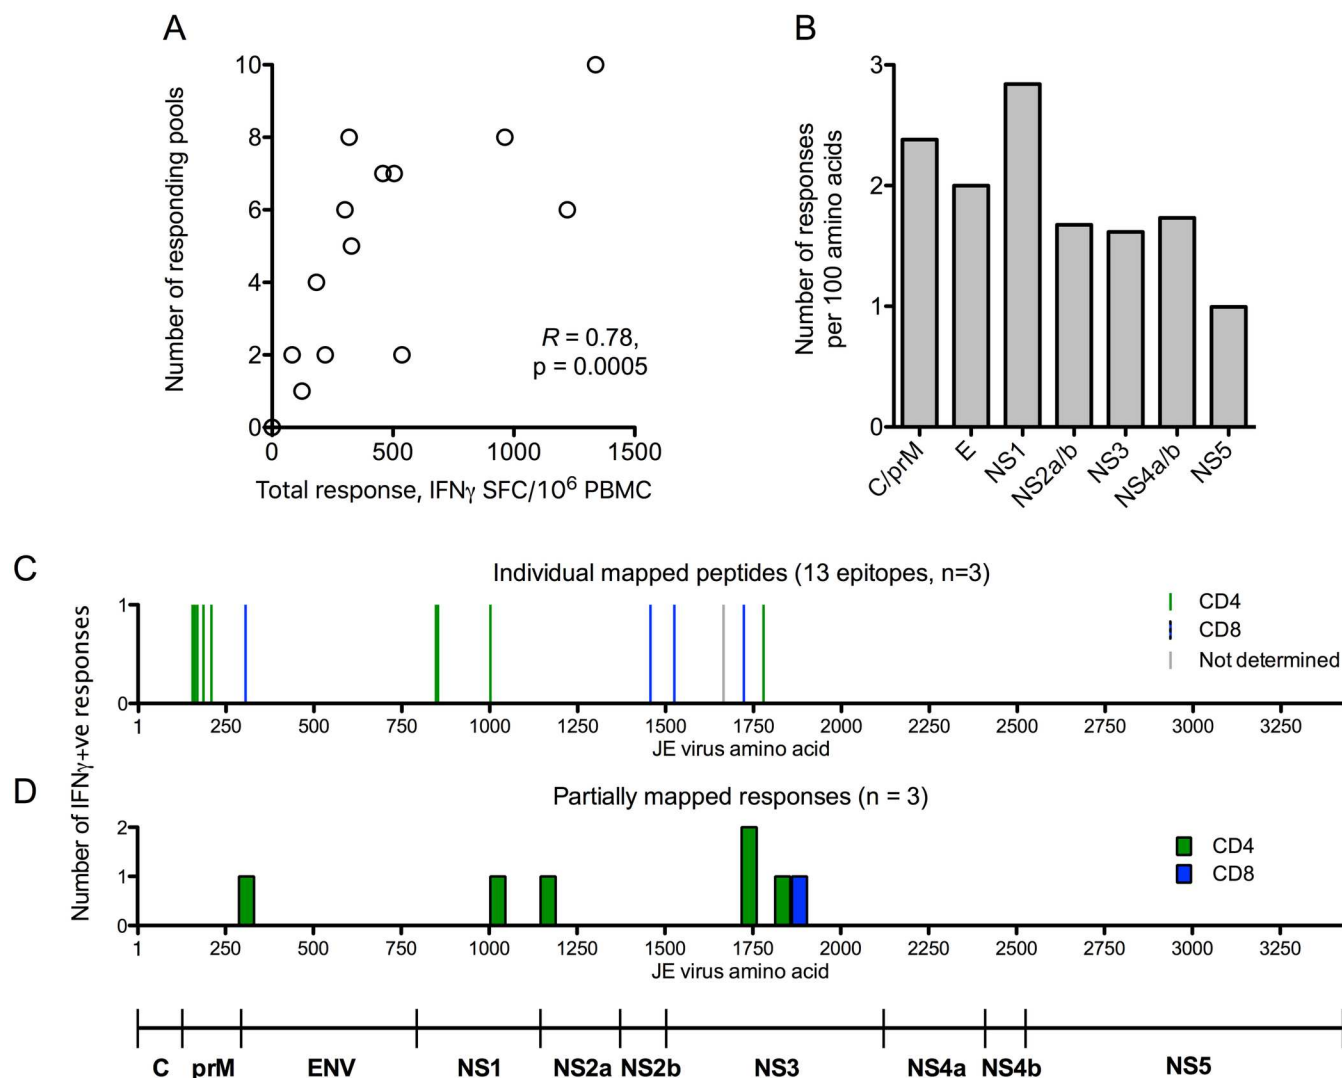 A
Number of responding pools
10
8
6
4
2
0
0 500 1000 1500
R = 0.78,
p = 0.0005
Total response, IFNγ SFC/10⁶ PBMC
B
Number of responses
per 100 amino acids
3
2
1
0
C/prM E NS1 NS2a/b NS3 NS4a/b NS5
C
Individual mapped peptides (13 epitopes, n=3)
Number of IFNγ+ve responses
1
0
CD4
CD8
Not determined
1 250 500 750 1000 1250 1500 1750 2000 2250 2500 2750 3000 3250
JE virus amino acid
D
Partially mapped responses (n = 3)
2
1
0
CD4
CD8
1 250 500 750 1000 1250 1500 1750 2000 2250 2500 2750 3000 3250
JE virus amino acid
C prM ENV NS1 NS2a NS2b NS3 NS4a NS4b NS5